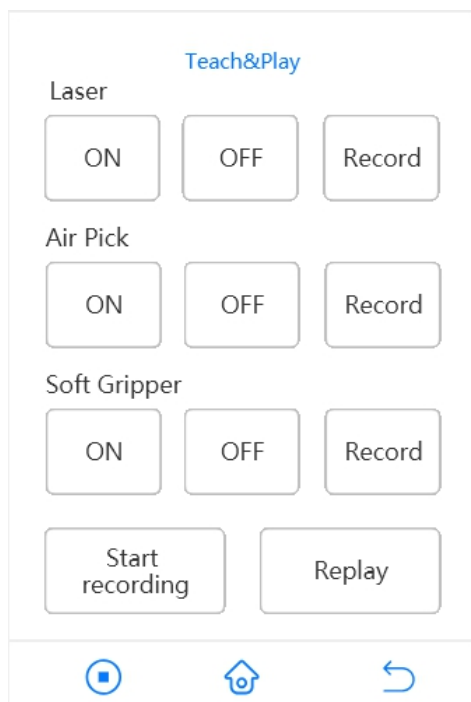 Teach&Play
Laser
ON OFF Record
Air Pick
ON OFF Record
Soft Gripper
ON OFF Record
Start
recording
Replay